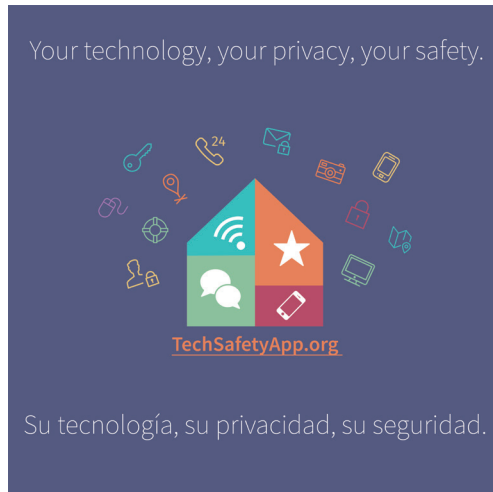 Your technology, your privacy, your safety.
24
TechSafetyApp.org
Su tecnología, su privacidad, su seguridad.